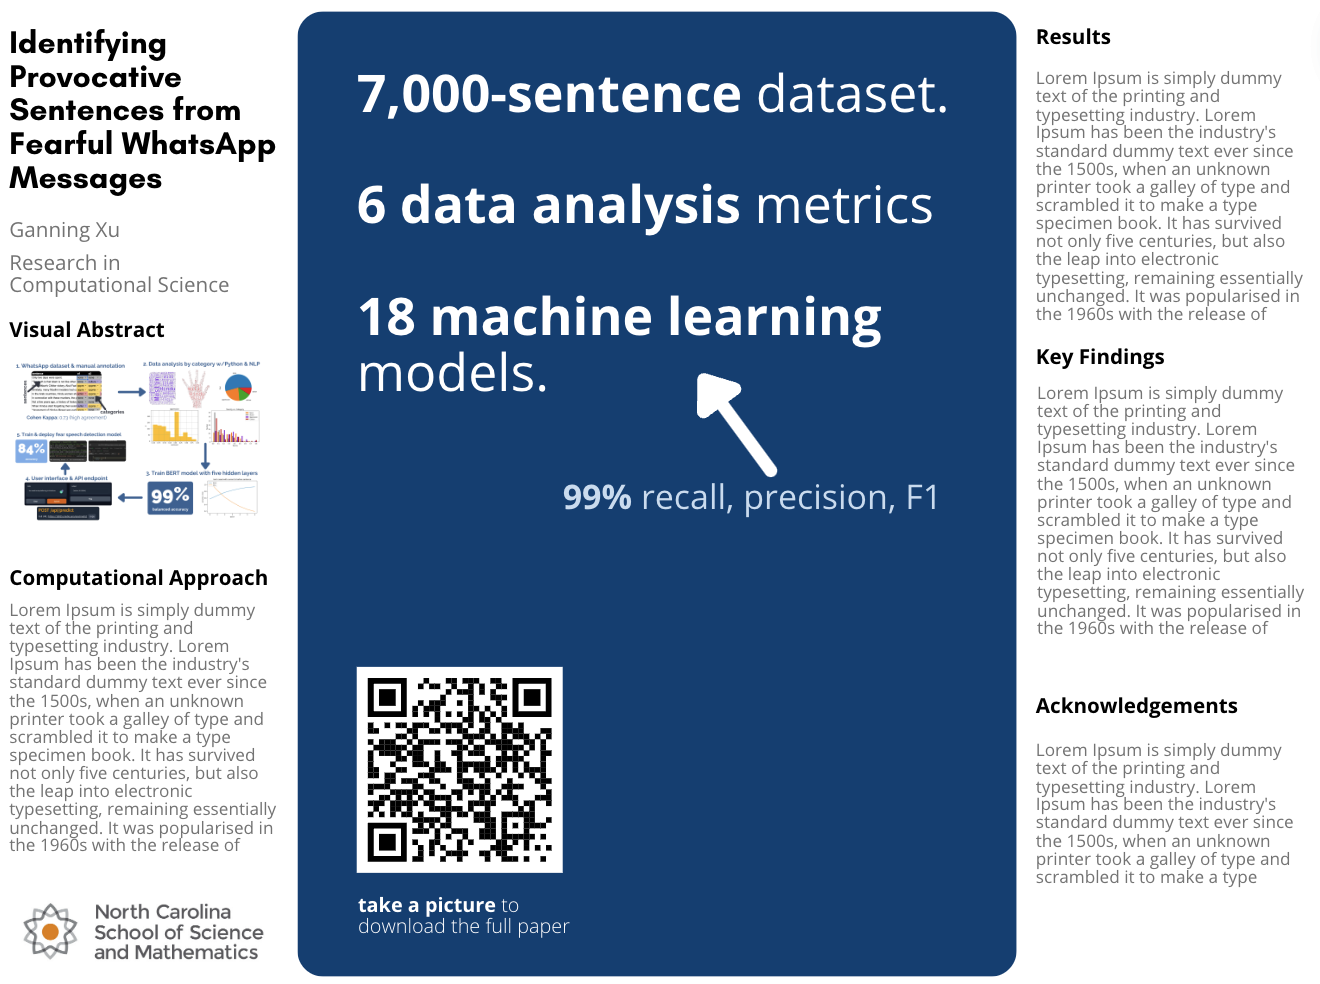 Identifying
Provocative
Sentences from
Fearful WhatsApp
Messages
Ganning Xu
Research in
Computational Science
Visual Abstract
1. WhatsApp dataset & manual annotation
2. Data analysis by category w/Python & NLP
categories
Cohen Kappa: 0.73 (high agreement)
5. Train & deploy fear speech detection model
84%
4. User interface & API endpoint
3. Train BERT model with five hidden layers
99%
balanced accuracy
Computational Approach
Lorem Ipsum is simply dummy
text of the printing and
typesetting industry. Lorem
Ipsum has been the industry's
standard dummy text ever since
the 1500s, when an unknown
printer took a galley of type and
scrambled it to make a type
specimen book. It has survived
not only five centuries, but also
the leap into electronic
typesetting, remaining essentially
unchanged. It was popularised in
the 1960s with the release of
North Carolina
School of Science
and Mathematics
7,000-sentence dataset.
6 data analysis metrics
18 machine learning
models.
99% recall, precision, F1
take a picture to
download the full paper
Results
Lorem Ipsum is simply dummy
text of the printing and
typesetting industry. Lorem
Ipsum has been the industry's
standard dummy text ever since
the 1500s, when an unknown
printer took a galley of type and
scrambled it to make a type
specimen book. It has survived
not only five centuries, but also
the leap into electronic
typesetting, remaining essentially
unchanged. It was popularised in
the 1960s with the release of
Key Findings
Lorem Ipsum is simply dummy
text of the printing and
typesetting industry. Lorem
Ipsum has been the industry's
standard dummy text ever since
the 1500s, when an unknown
printer took a galley of type and
scrambled it to make a type
specimen book. It has survived
not only five centuries, but also
the leap into electronic
typesetting, remaining essentially
unchanged. It was popularised in
the 1960s with the release of
Acknowledgements
Lorem Ipsum is simply dummy
text of the printing and
typesetting industry. Lorem
Ipsum has been the industry's
standard dummy text ever since
the 1500s, when an unknown
printer took a galley of type and
scrambled it to make a type